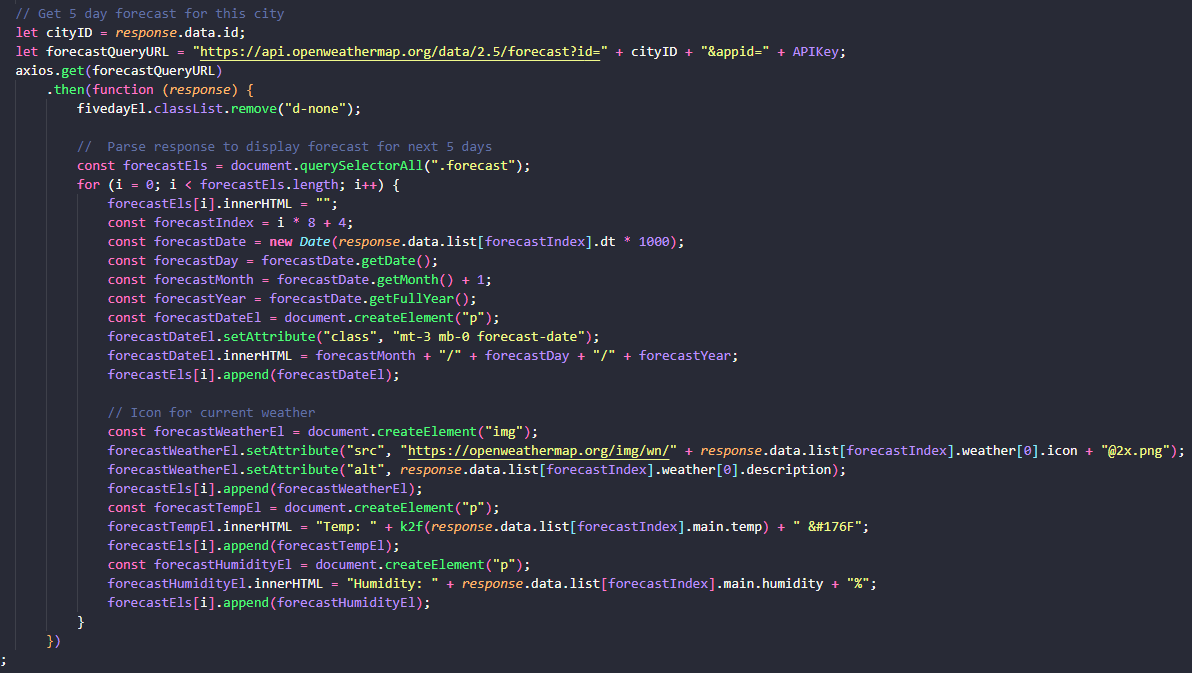 // Get 5 day forecast for this city
let cityID = response.data.id;
let forecastQueryURL = "https://api.openweathermap.org/data/2.5/forecast?id=" + cityID + "&appid=" + APIKey;
axios.get(forecastQueryURL)
.then(function (response) {
fivedayEl.classList.remove("d-none");
//  Parse response to display forecast for next 5 days
const forecastEls = document.querySelectorAll(".forecast");
for (i = 0; i < forecastEls.length; i++) {
forecastEls[i].innerHTML = "";
const forecastIndex = i * 8 + 4;
const forecastDate = new Date(response.data.list[forecastIndex].dt * 1000);
const forecastDay = forecastDate.getDate();
const forecastMonth = forecastDate.getMonth() + 1;
const forecastYear = forecastDate.getFullYear();
const forecastDateEl = document.createElement("p");
forecastDateEl.setAttribute("class", "mt-3 mb-0 forecast-date");
forecastDateEl.innerHTML = forecastMonth + "/" + forecastDay + "/" + forecastYear;
forecastEls[i].append(forecastDateEl);
// Icon for current weather
const forecastWeatherEl = document.createElement("img");
forecastWeatherEl.setAttribute("src", "https://openweathermap.org/img/wn/" + response.data.list[forecastIndex].weather[0].icon + "@2x.png");
forecastWeatherEl.setAttribute("alt", response.data.list[forecastIndex].weather[0].description);
forecastEls[i].append(forecastWeatherEl);
const forecastTempEl = document.createElement("p");
forecastTempEl.innerHTML = "Temp: " + k2f(response.data.list[forecastIndex].main.temp) + " &#176F";
forecastEls[i].append(forecastTempEl);
const forecastHumidityEl = document.createElement("p");
forecastHumidityEl.innerHTML = "Humidity: " + response.data.list[forecastIndex].main.humidity + "%";
forecastEls[i].append(forecastHumidityEl);
}
})
;